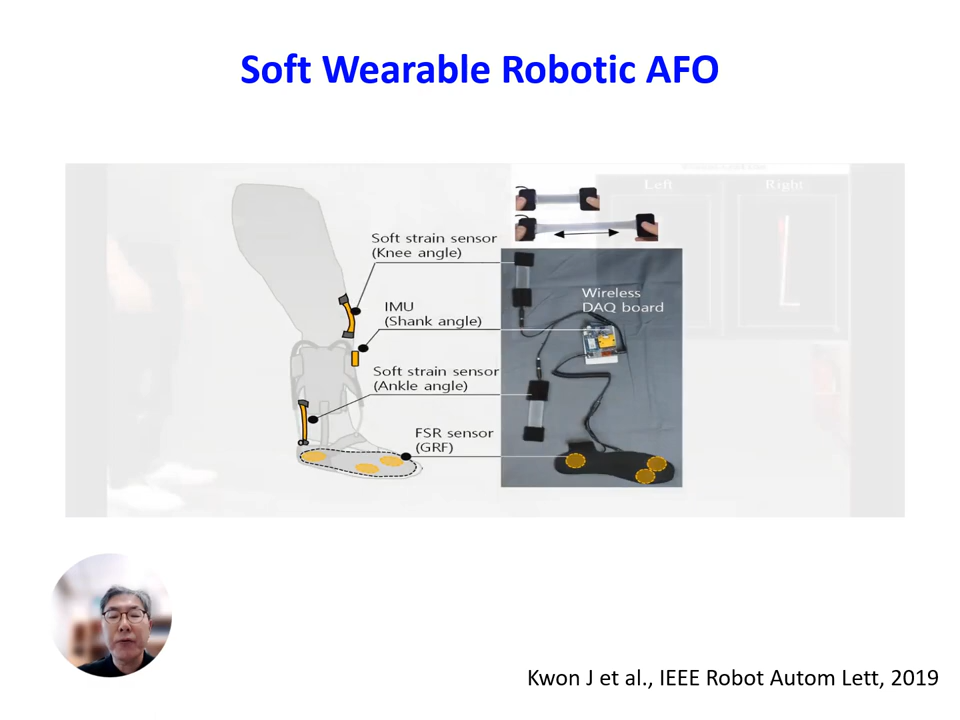 Soft Wearable Robotic AFO
Left
Right
Soft strain sensor
(Knee angle)
IMU
(Shank angle)
Wireless
DAQ board
Soft strain sensor
(Ankle angle)
FSR sensor
(GRF)
Kwon J et al., IEEE Robot Autom Lett, 2019